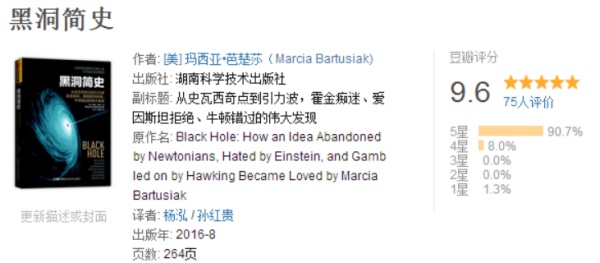 黑洞简史
作者: [美] 玛西亚•芭楚莎（Marcia Bartusiak）
出版社: 湖南科学技术出版社
副标题: 从史瓦西奇点到引力波，霍金痴迷、爱
因斯坦拒绝、牛顿错过的伟大发现
原作名: Black Hole: How an Idea Abandoned
by Newtonians, Hated by Einstein, and Gamb
led on by Hawking Became Loved by Marcia
Bartusiak
译者: 杨泓 / 孙红贵
出版年: 2016-8
页数: 264页
黑洞简史
BLACK
HOLE
更新描述或封面
豆瓣评分
9.6
75人评价
5星 90.7%
4星 8.0%
3星 0.0%
2星 0.0%
1星 1.3%